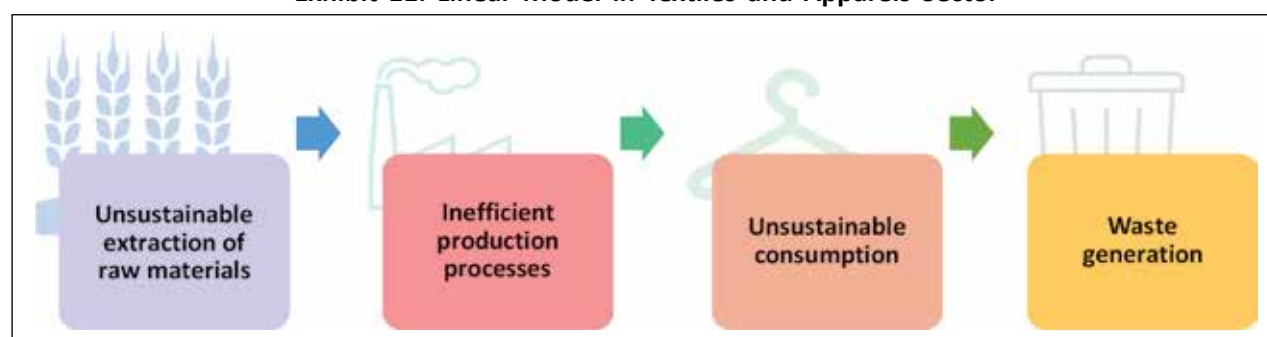 Unsustainable
extraction of
raw materials
Inefficient
production
processes
Unsustainable
consumption
Waste
generation